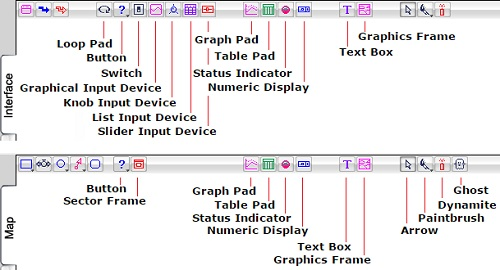 Interface
Loop Pad
Button
Switch
Graphical Input Device
Knob Input Device
List Input Device
Slider Input Device
Graph Pad
Table Pad
Status Indicator
Numeric Display
T
Graphics Frame
Text Box
?
Map
?
T
Button
Sector Frame
Graph Pad
Table Pad
Status Indicator
Numeric Display
Text Box
Graphics Frame
Ghost
Dynamite
Paintbrush
Arrow